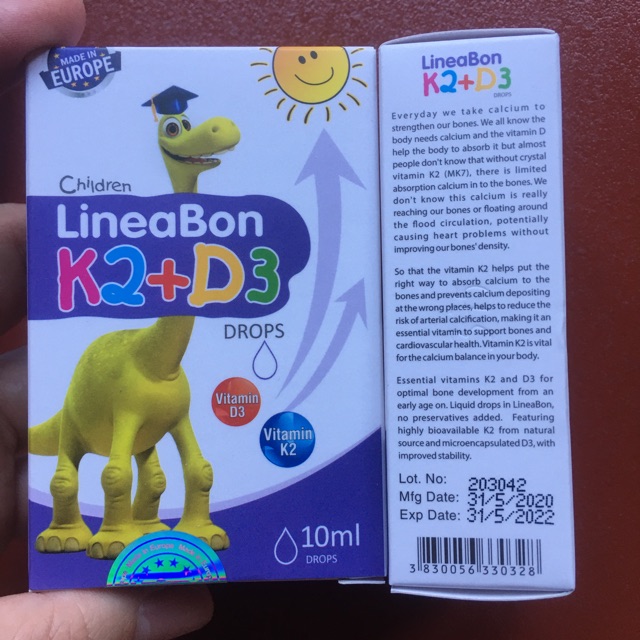 MADE IN
EUROPE
Children
LineaBon
K2+D3
DROPS
Vitamin
D3
Vitamin
K2
10ml
DROPS
LineaBon
K2+D3
DROPS
Everyday we take calcium to
strengthen our bones. We all know the
body needs calcium and the vitamin D
help the body to absorb it but almost
people don't know that without crystal
vitamin K2 (MK7), there is limited
absorption calcium in to the bones. We
don't know this calcium is really
reaching our bones or floating around
the flood circulation, potentially
causing heart problems without
improving our bones' density.
So that the vitamin K2 helps put the
right way to absorb calcium to the
bones and prevents calcium depositing
at the wrong places, helps to reduce the
risk of arterial calcification, making it an
essential vitamin to support bones and
cardiovascular health. Vitamin K2 is vital
for the calcium balance in your body.
Essential vitamins K2 and D3 for
optimal bone development from an
early age on. Liquid drops in LineaBon,
no preservatives added. Featuring
highly bioavailable K2 from natural
source and microencapsulated D3, with
improved stability.
Lot. No: 203042
Mfg Date: 31/5/2020
Exp Date: 31/5/2022
3 830056 330328